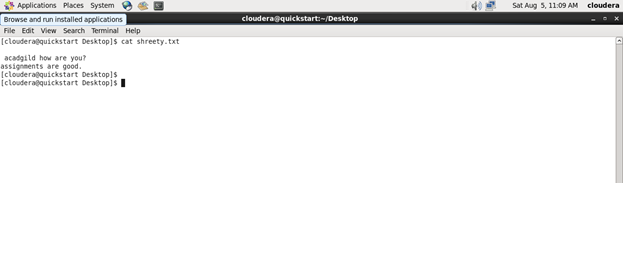 Applications Places System Sat Aug 5, 11:09 AM cloudera
Browse and run installed applications cloudera@quickstart:~/Desktop
File Edit View Search Terminal Help
[cloudera@quickstart Desktop]$ cat shreety.txt
acadgild how are you?
assignments are good.
[cloudera@quickstart Desktop]$
[cloudera@quickstart Desktop]$